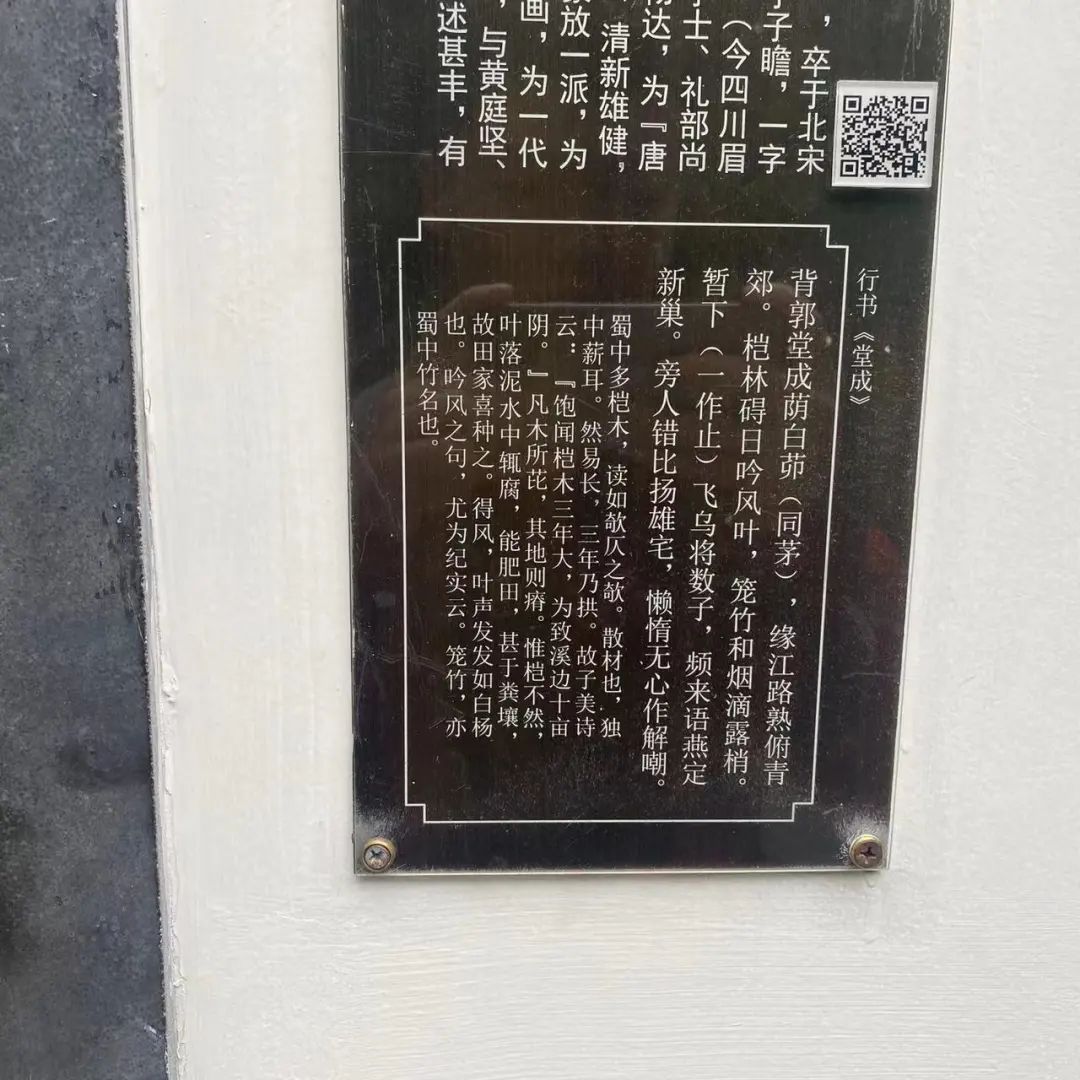 ，卒于北宋
子瞻，一字
（今四川眉
士、礼部尚
畅达，为『唐
，清新雄健，
豪放一派，为
画，为一代
，与黄庭坚、
述甚丰，有
行书《堂成》
背郭堂成荫白茆（同茅），缘江路熟俯青
郊。桤林碍日吟风叶，笼竹和烟滴露梢。
暂下（一作止）飞乌将数子，频来语燕定
新巢。旁人错比扬雄宅，懒惰无心作解嘲。
蜀中多桤木，读如欹仄之欹。散材也，独
中薪耳。然易长，三年乃拱。故子美诗
云：『饱闻桤木三年大，为致溪边十亩
阴。』凡木所芘，其地则瘠。惟桤不然，
叶落泥水中辄腐，能肥田，甚于粪壤，
故田家喜种之。得风，叶声发发如白杨
也。吟风之句，尤为纪实云。笼竹，亦
蜀中竹名也。